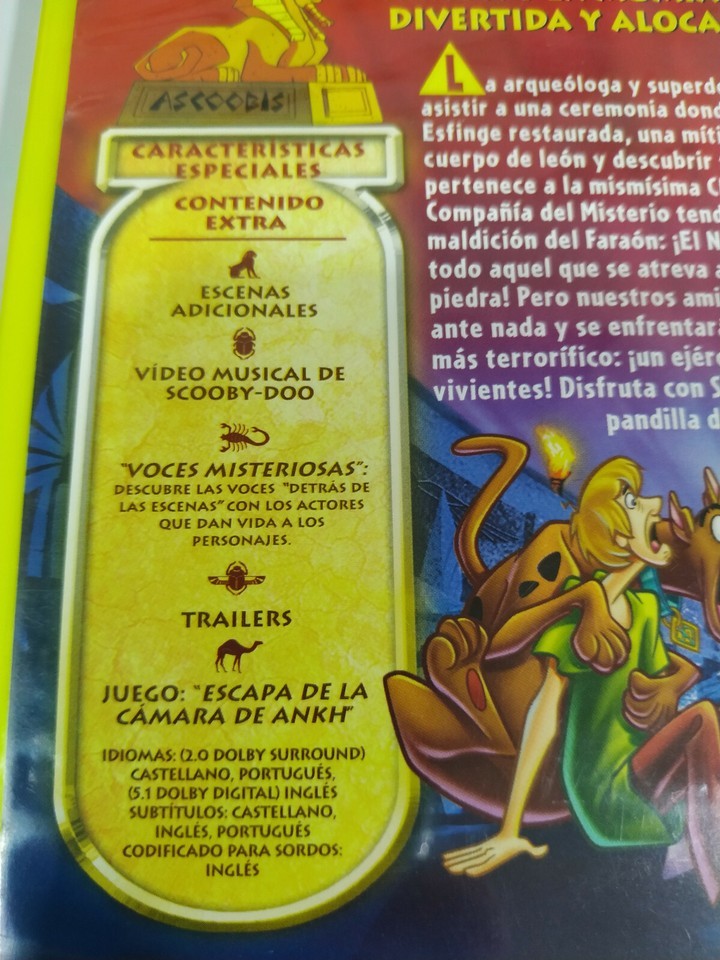 DIVERTIDA Y ALOCA
ASCOOBIS
CARACTERÍSTICAS
ESPECIALES
CONTENIDO
EXTRA
ESCENAS
ADICIONALES
VÍDEO MUSICAL DE
SCOOBY-DOO
"VOCES MISTERIOSAS":
DESCUBRE LAS VOCES "DETRÁS DE
LAS ESCENAS" CON LOS ACTORES
QUE DAN VIDA A LOS
PERSONAJES.
TRAILERS
JUEGO: "ESCAPA DE LA
CÁMARA DE ANKH"
IDIOMAS: (2.0 DOLBY SURROUND)
CASTELLANO, PORTUGUÉS,
(5.1 DOLBY DIGITAL) INGLÉS
SUBTÍTULOS: CASTELLANO,
INGLÉS, PORTUGUÉS
CODIFICADO PARA SORDOS:
INGLÉS
La arqueóloga y superdo
asistir a una ceremonia dond
Esfinge restaurada, una mít
cuerpo de león y descubrir
pertenece a la mismísima C
Compañía del Misterio tend
maldición del Faraón: ¡El N
todo aquel que se atreva a
piedra! Pero nuestros ami
ante nada y se enfrentar
más terrorífico: ¡un ejérc
vivientes! Disfruta con S
pandilla d